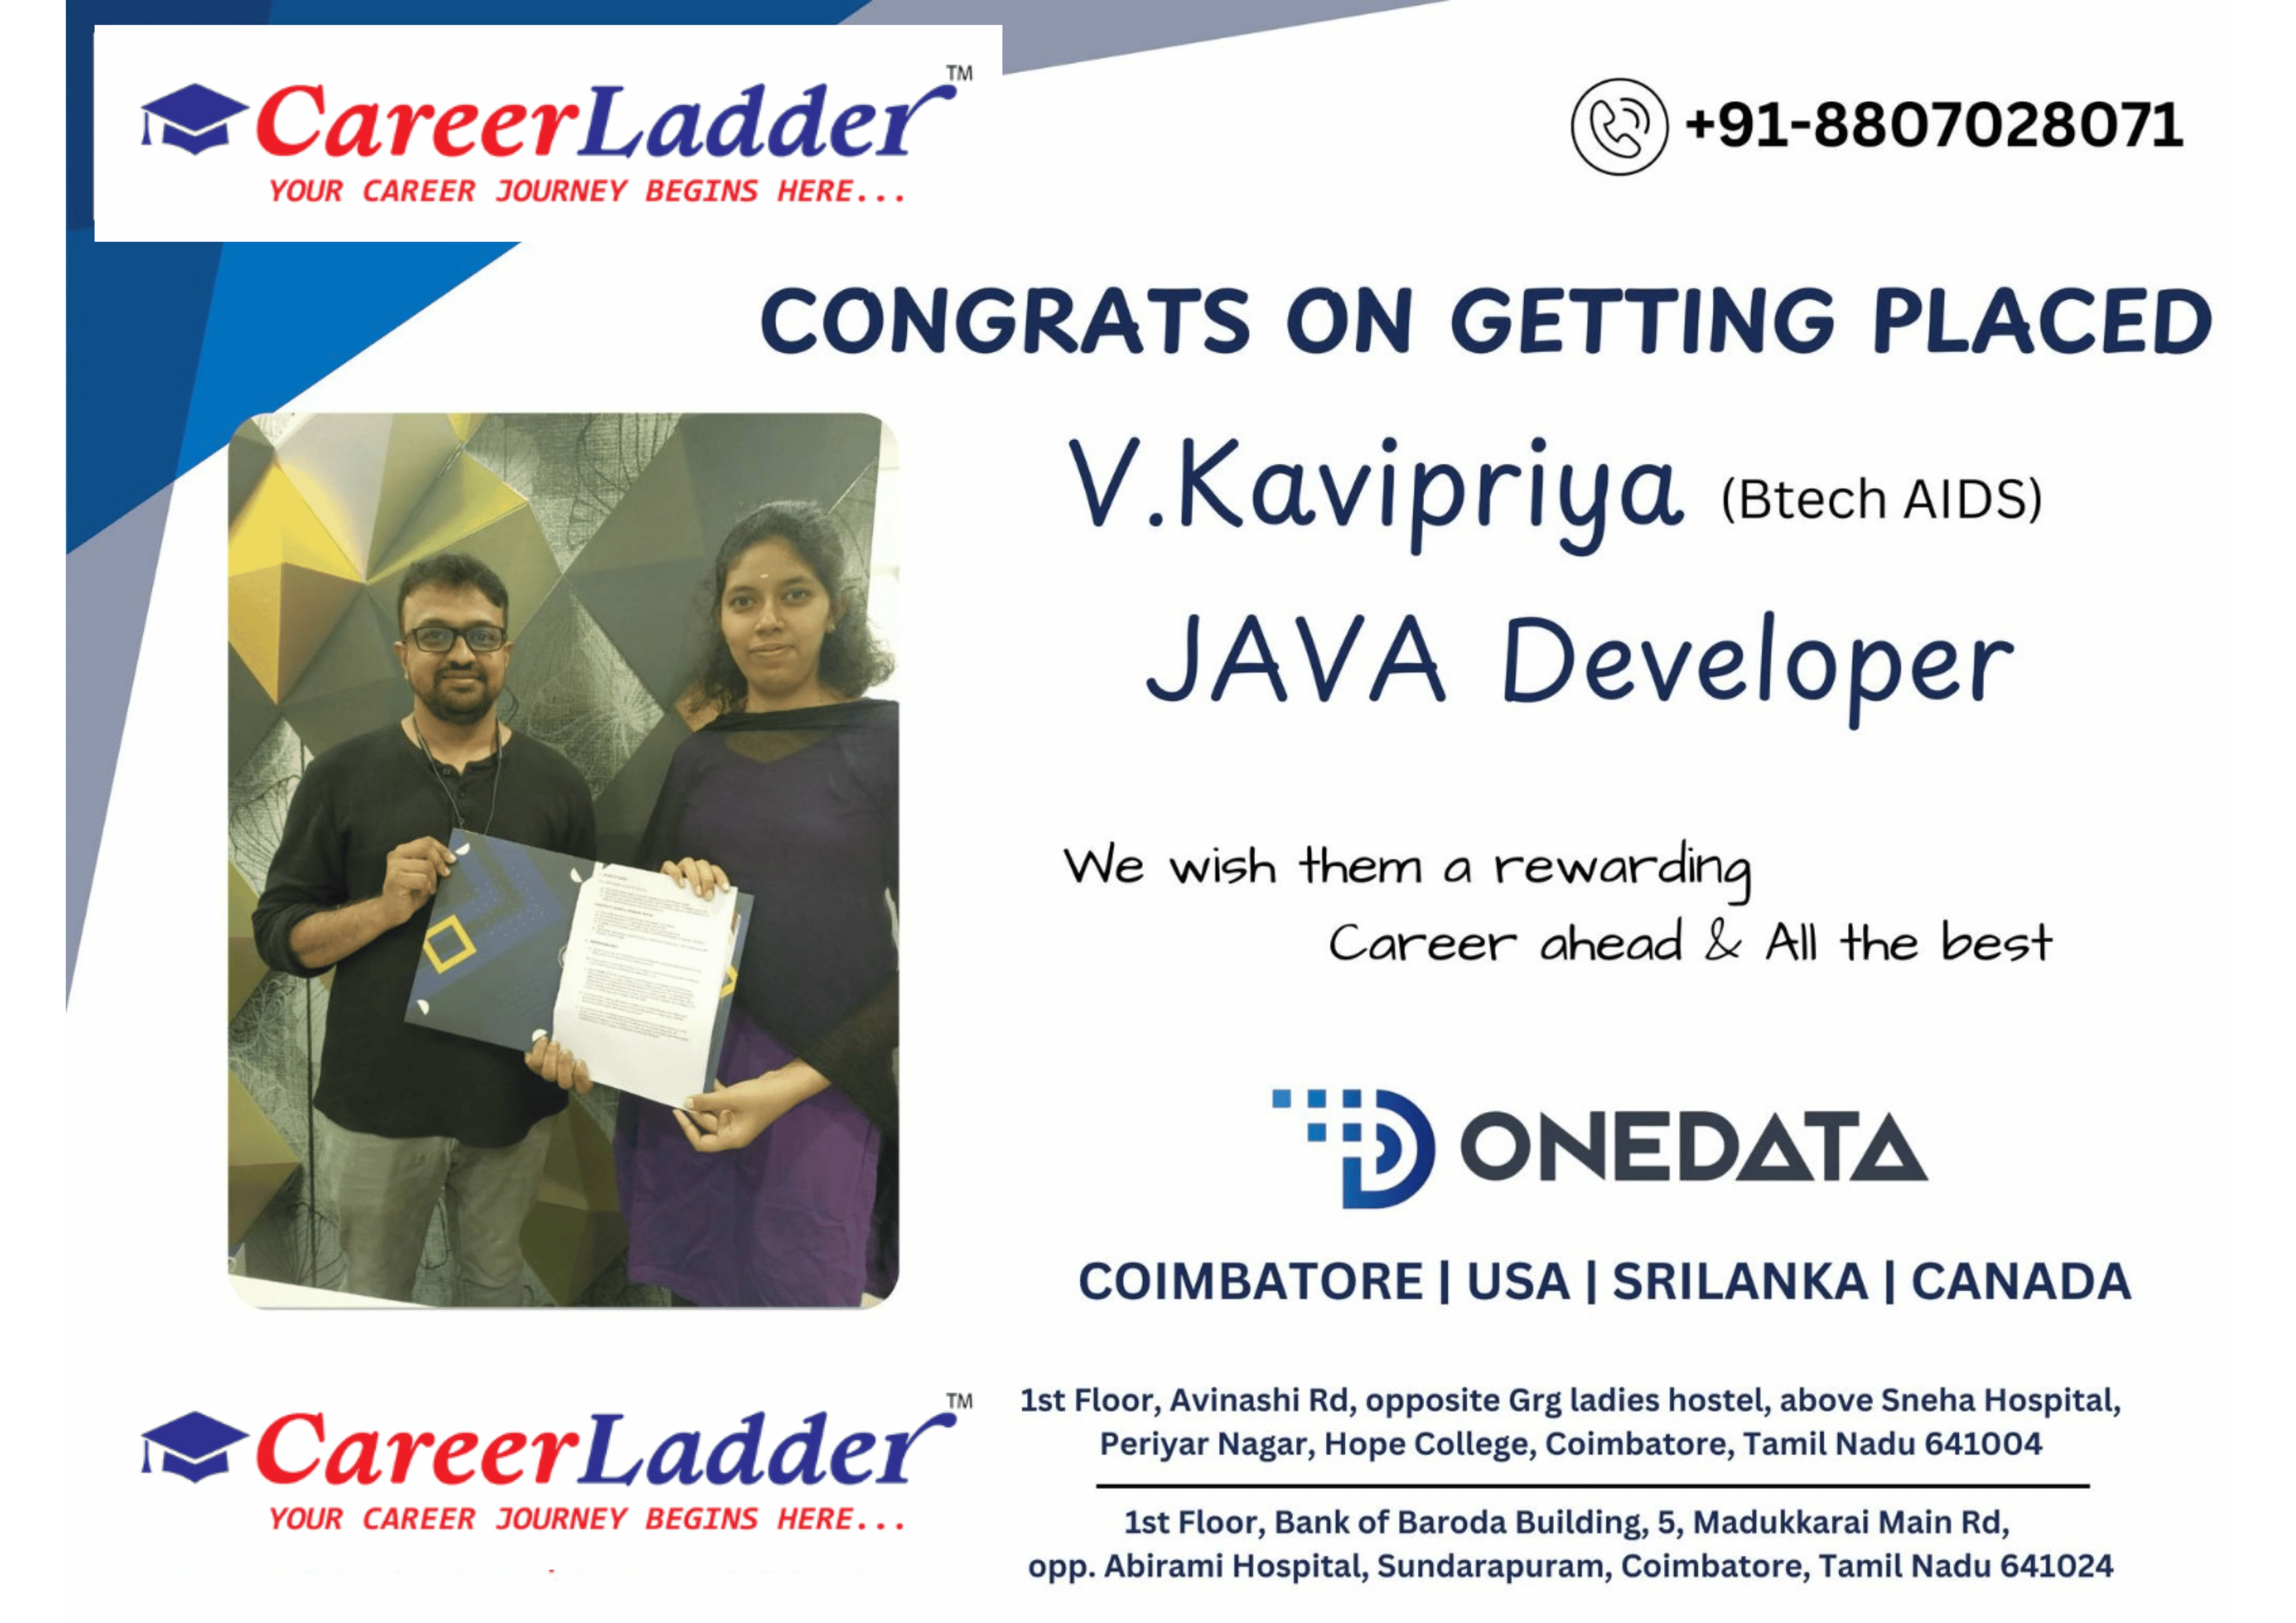 CareerLadder™
YOUR CAREER JOURNEY BEGINS HERE...
+91-8807028071
CONGRATS ON GETTING PLACED
V.Kavipriya (Btech AIDS)
JAVA Developer
We wish them a rewarding
Career ahead & All the best
ONEDATA
COIMBATORE | USA | SRILANKA | CANADA
CareerLadder™
YOUR CAREER JOURNEY BEGINS HERE...
1st Floor, Avinashi Rd, opposite Grg ladies hostel, above Sneha Hospital,
Periyar Nagar, Hope College, Coimbatore, Tamil Nadu 641004
1st Floor, Bank of Baroda Building, 5, Madukkarai Main Rd,
opp. Abirami Hospital, Sundarapuram, Coimbatore, Tamil Nadu 641024